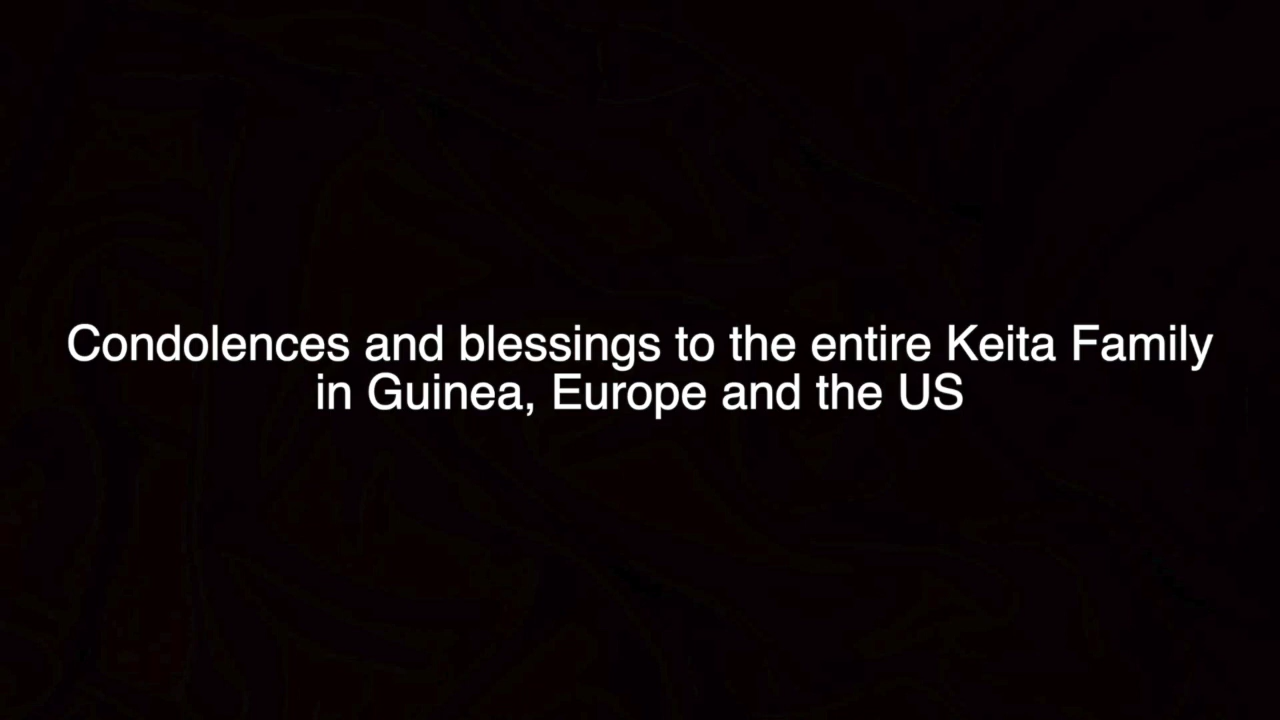 Condolences and blessings to the entire Keita Family
in Guinea, Europe and the US